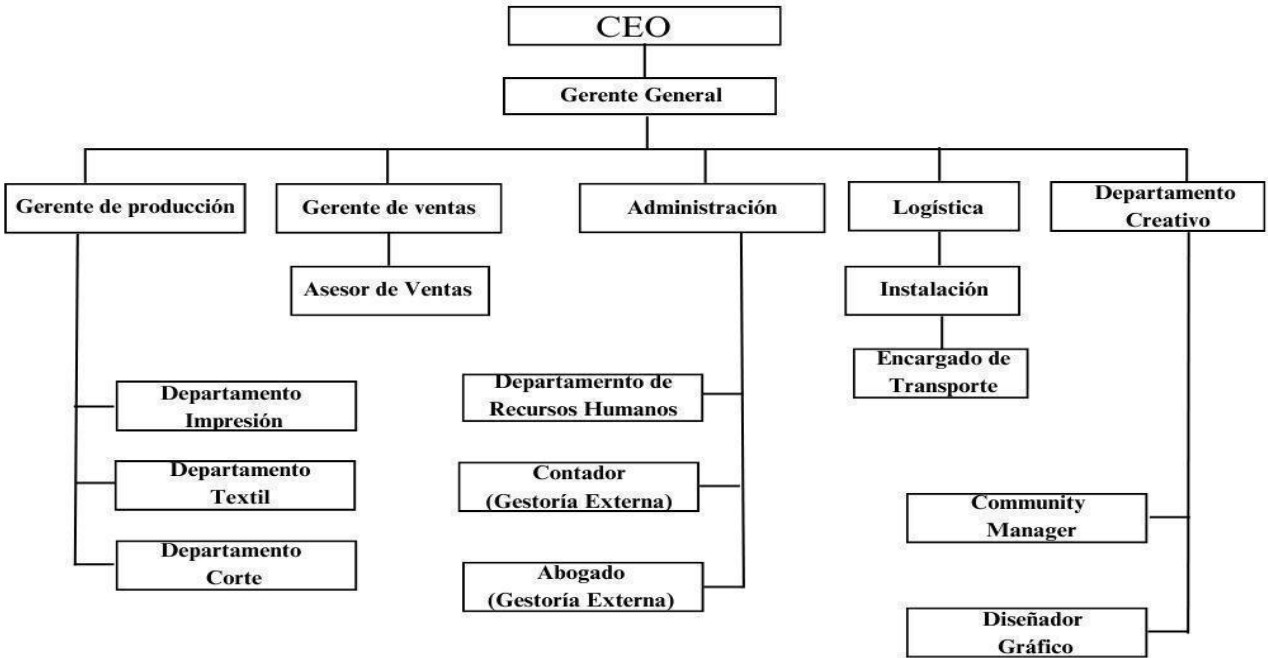 CEO
Gerente General
Gerente de producción
Gerente de ventas
Administración
Logística
Departamento
Creativo
Asesor de Ventas
Instalación
Encargado de
Transporte
Departamento
Impresión
Departamento
Textil
Departamento
Corte
Departamernto de
Recursos Humanos
Contador
(Gestoría Externa)
Abogado
(Gestoría Externa)
Community
Manager
Diseñador
Gráfico